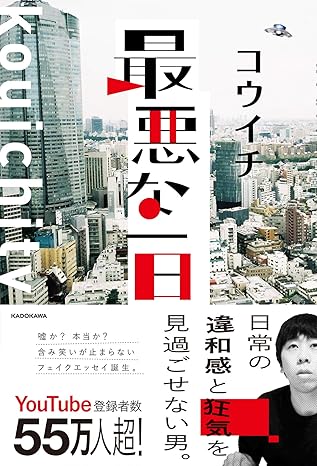 kouichitv
コウイチ
最悪な一日
KADOKAWA
嘘か? 本当か?
含み笑いが止まらない
フェイクエッセイ誕生。
日常の
違和感と狂気を
見過ごせない男。
YouTube登録者数
55万人超!